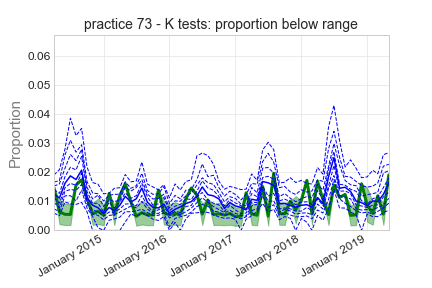 practice 73 - K tests: proportion below range
Proportion
0.06
0.05
0.04
0.03
0.02
0.01
0.00
January 2015
January 2016
January 2017
January 2018
January 2019